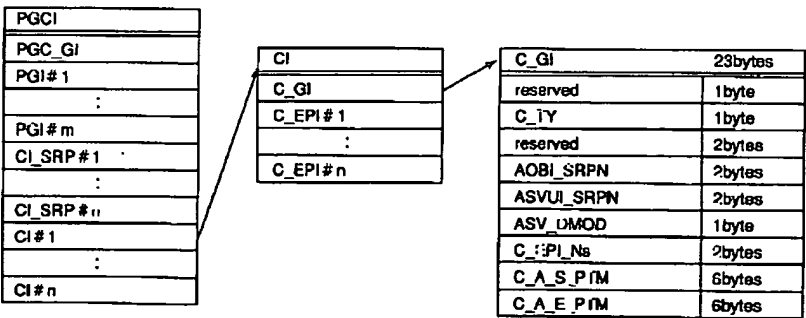 PGCI
PGC_GI
PGI#1
:
PGI#m
CI_SRP#1
:
CI_SRP#n
CI#1
:
CI#n
CI
C_GI
C_EPI#1
:
C_EPI#n
C_GI 23bytes
reserved 1byte
C_TY 1byte
reserved 2bytes
AOBI_SRPN 2bytes
ASVUI_SRPN 2bytes
ASV_DMOD 1byte
C_EPI_Ns 2bytes
C_A_S_PTM 6bytes
C_A_E_PTM 6bytes